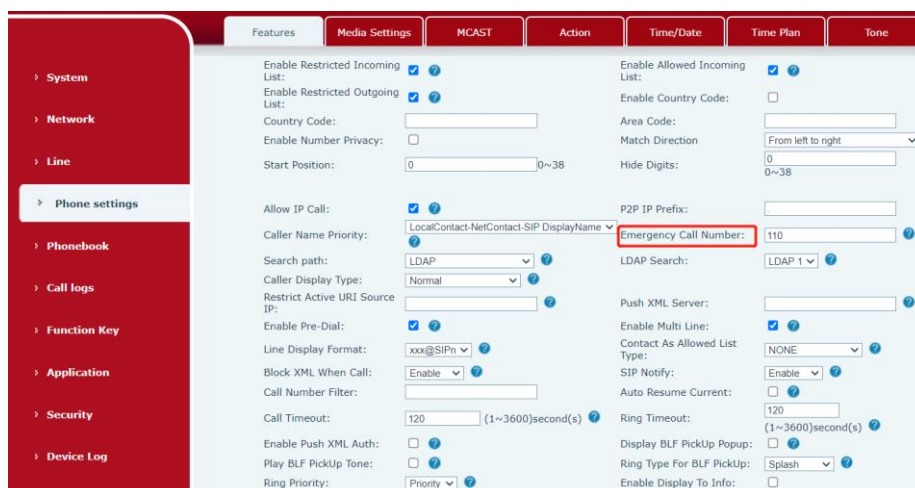 Features Media Settings MCAST Action Time/Date Time Plan Tone
› System
› Network
› Line
› Phone settings
› Phonebook
› Call logs
› Function Key
› Application
› Security
› Device Log
Enable Restricted Incoming List: Enable Allowed Incoming List:
Enable Restricted Outgoing List: Enable Country Code:
Country Code: Area Code:
Enable Number Privacy: Match Direction From left to right
Start Position: 0 0~38 Hide Digits: 0 0~38
Allow IP Call: P2P IP Prefix: .
Caller Name Priority: LocalContact-NetContact-SIP DisplayName Emergency Call Number: 110
Search path: LDAP LDAP Search: LDAP 1
Caller Display Type: Normal
Restrict Active URI Source IP: Push XML Server:
Enable Pre-Dial: Enable Multi Line:
Line Display Format: xxx@SIPn Contact As Allowed List Type: NONE
Block XML When Call: Enable SIP Notify: Enable
Call Number Filter: Auto Resume Current:
Call Timeout: 120 (1~3600)second(s) Ring Timeout: 120 (1~3600)second(s)
Enable Push XML Auth: Display BLF PickUp Popup:
Play BLF PickUp Tone: Ring Type For BLF PickUp: Splash
Ring Priority: Priority Enable Display To Info: